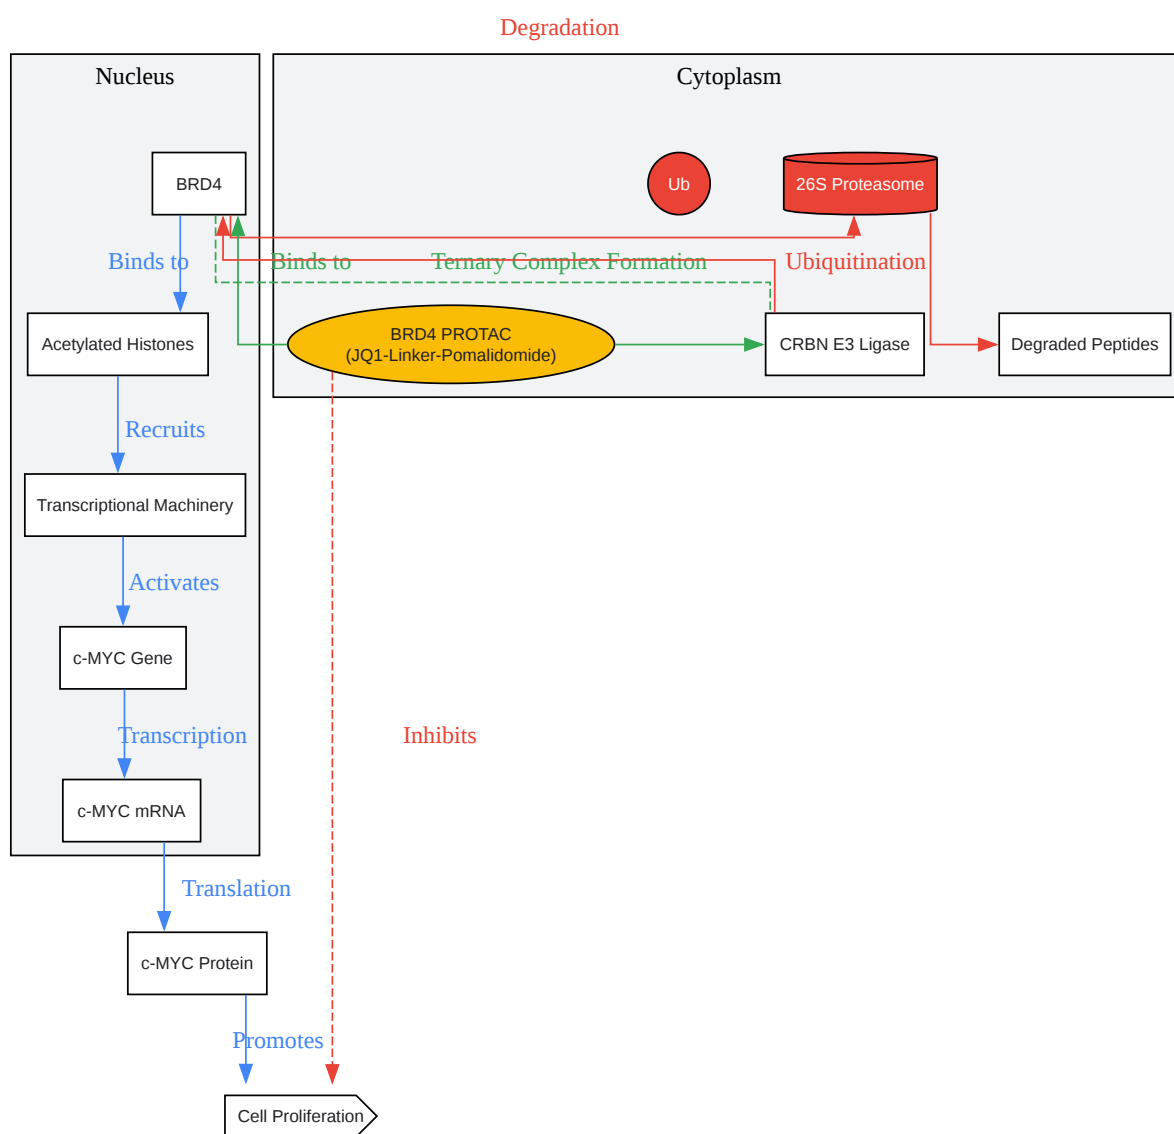 Degradation
Nucleus
Cytoplasm
BRD4
Ub
26S Proteasome
Binds to
Binds to
Ternary Complex Formation
Ubiquitination
Acetylated Histones
BRD4 PROTAC
(JQ1-Linker-Pomalidomide)
CRBN E3 Ligase
Degraded Peptides
Recruits
Transcriptional Machinery
Activates
c-MYC Gene
Transcription
Inhibits
c-MYC mRNA
Translation
c-MYC Protein
Promotes
Cell Proliferation